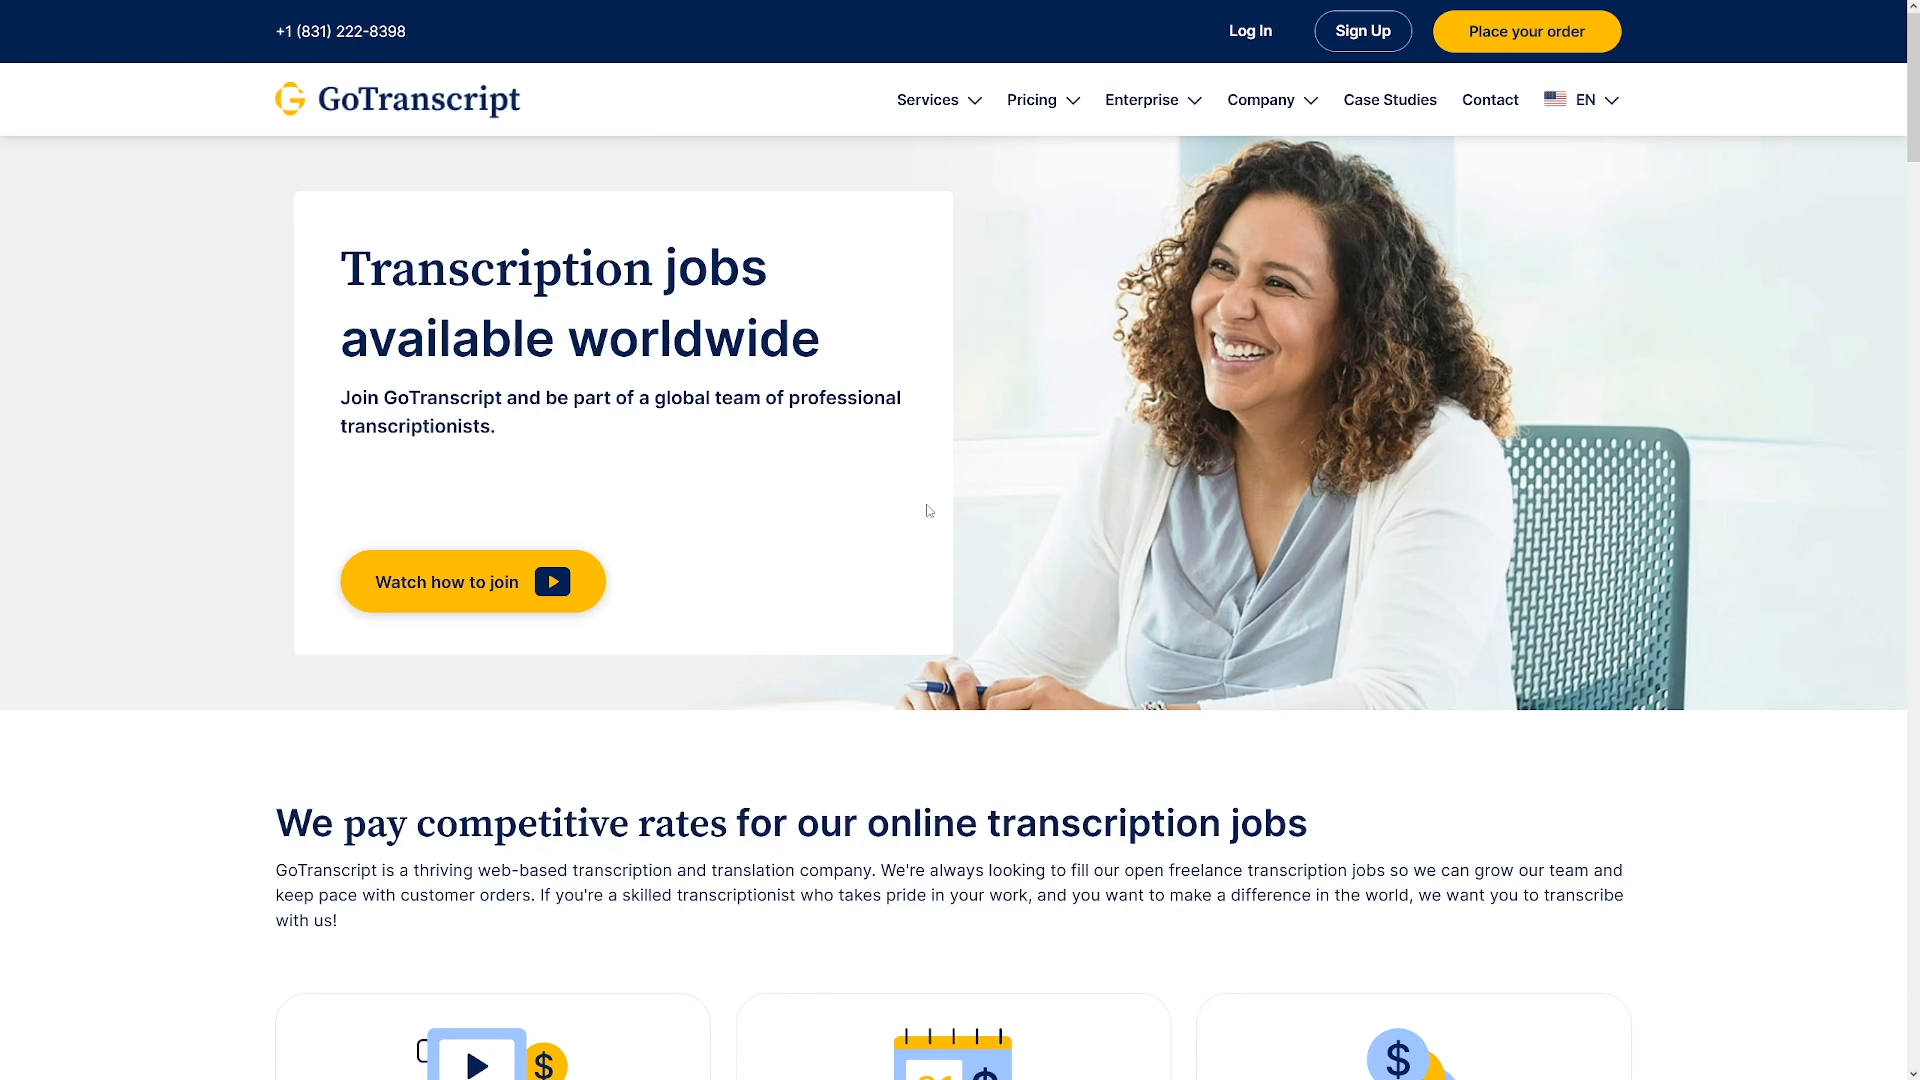 +1 (831) 222-8398
Log In
Sign Up
Place your order
GoTranscript
Services
Pricing
Enterprise
Company
Case Studies
Contact
EN
Transcription jobs
available worldwide
Join GoTranscript and be part of a global team of professional
transcriptionists.
Watch how to join
We pay competitive rates for our online transcription jobs
GoTranscript is a thriving web-based transcription and translation company. We're always looking to fill our open freelance transcription jobs so we can grow our team and
keep pace with customer orders. If you're a skilled transcriptionist who takes pride in your work, and you want to make a difference in the world, we want you to transcribe
with us!
$
$